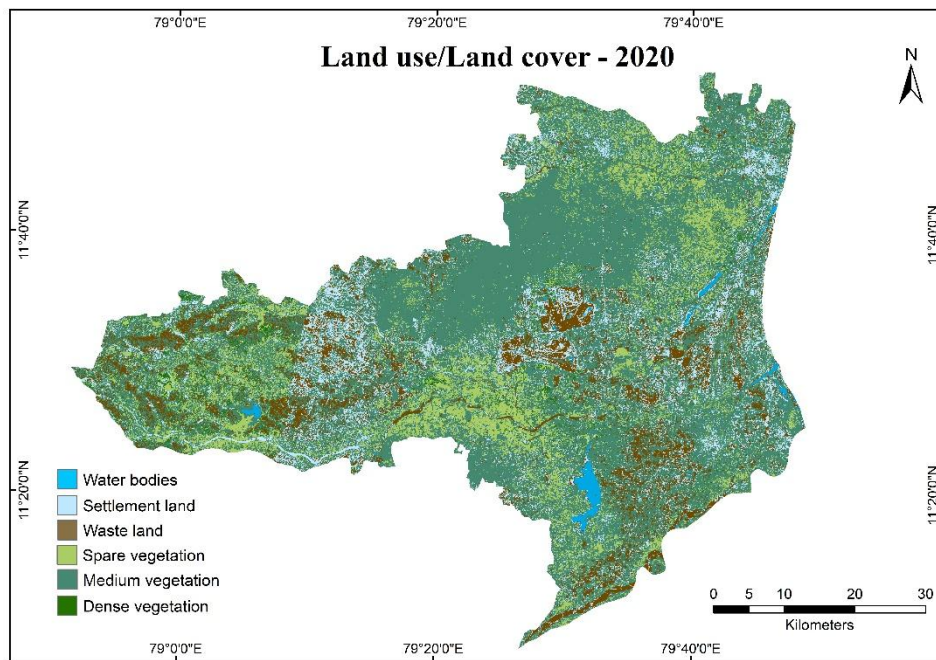 79°0'0"E 79°20'0"E 79°40'0"E
Land use/Land cover - 2020
N
11°40'0"N 11°40'0"N
11°20'0"N 11°20'0"N
Water bodies
Settlement land
Waste land
Spare vegetation
Medium vegetation
Dense vegetation
0 5 10 20 30
Kilometers
79°0'0"E 79°20'0"E 79°40'0"E